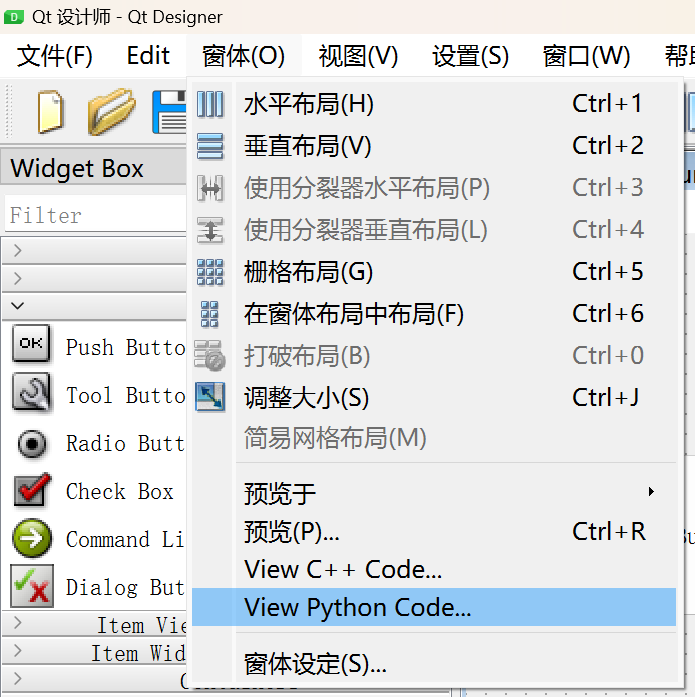 Qt 设计师 - Qt Designer
文件(F) Edit 窗体(O) 视图(V) 设置(S) 窗口(W)
Widget Box
Filter
水平布局(H) Ctrl+1
垂直布局(V) Ctrl+2
使用分裂器水平布局(P) Ctrl+3
使用分裂器垂直布局(L) Ctrl+4
栅格布局(G) Ctrl+5
在窗体布局中布局(F) Ctrl+6
打破布局(B) Ctrl+0
调整大小(S) Ctrl+J
简易网格布局(M)
预览于
预览(P)... Ctrl+R
View C++ Code...
View Python Code...
窗体设定(S)...
OK Push Butto
Tool Butto
Radio Butt
Check Box
Command Li
Dialog But
Item Vie
Item Wid